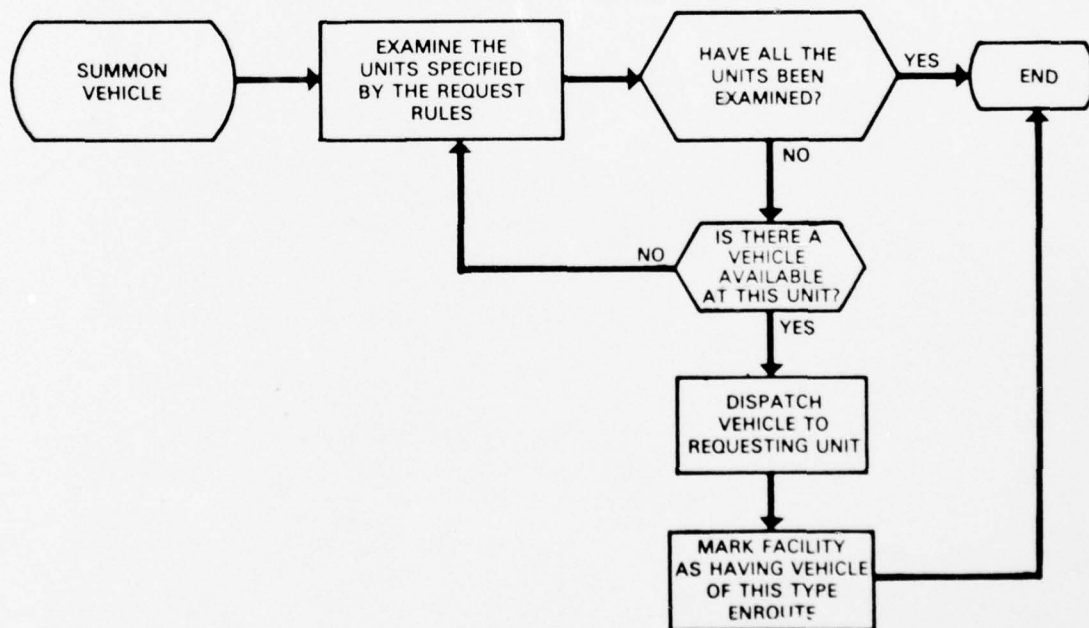 SUMMON
VEHICLE
EXAMINE THE
UNITS SPECIFIED
BY THE REQUEST
RULES
HAVE ALL THE
UNITS BEEN
EXAMINED?
YES
END
NO
IS THERE A
VEHICLE
AVAILABLE
AT THIS UNIT?
NO
YES
DISPATCH
VEHICLE TO
REQUESTING UNIT
MARK FACILITY
AS HAVING VEHICLE
OF THIS TYPE
ENROUTE